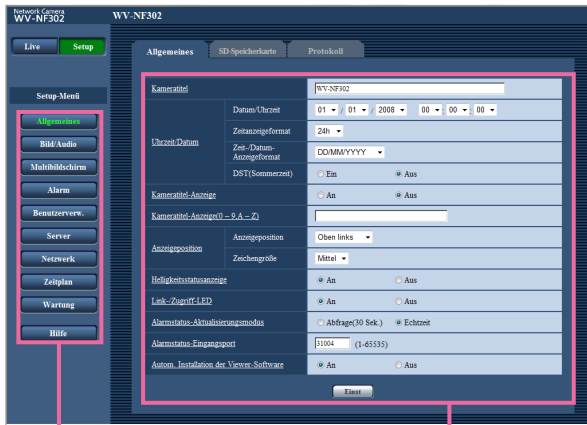 Network Camera
WV-NF302
WV-NF302
Live Setup
Setup-Menü
Allgemeines
Bild/Audio
Multibildschirm
Alarm
Benutzerverw.
Server
Netzwerk
Zeitplan
Wartung
Hilfe
Allgemeines SD-Speicherkarte Protokoll
Kameratitel WV-NF302
Uhrzeit/Datum
Datum/Uhrzeit 01 / 01 / 2008 00 : 00 : 00
Zeitanzeigeformat 24h
Zeit-/Datum-
Anzeigeformat
DD/MM/YYYY
DST(Sommerzeit) Ein Aus
Kameratitel-Anzeige An Aus
Kameratitel-Anzeige(0 – 9,A – Z)
Anzeigeposition
Anzeigeposition Oben links
Zeichengröße Mittel
Helligkeitsstatusanzeige An Aus
Link-/Zugriff-LED An Aus
Alarmstatus-Aktualisierungsmodus Abfrage(30 Sek.) Echtzeit
Alarmstatus-Eingangsport
31004 (1-65535)
Autom. Installation der Viewer-Software An Aus
Einst